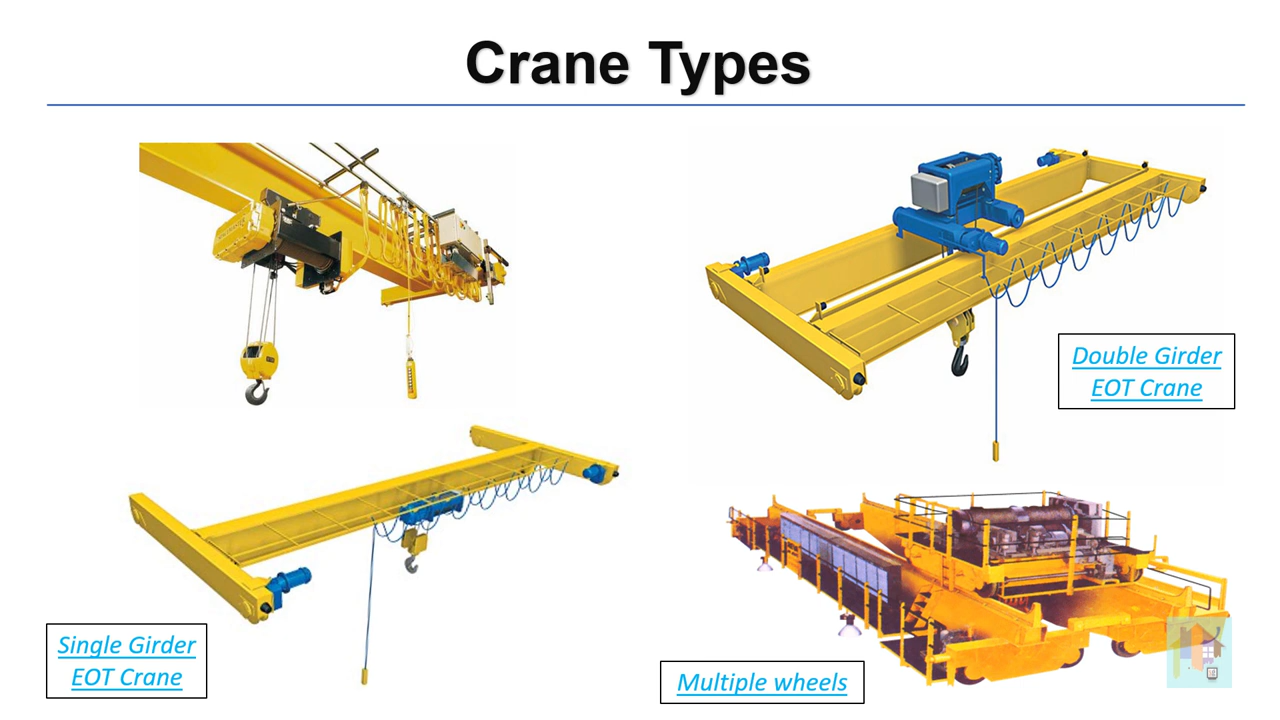 Crane Types
Double Girder
EOT Crane
Single Girder
EOT Crane
Multiple wheels